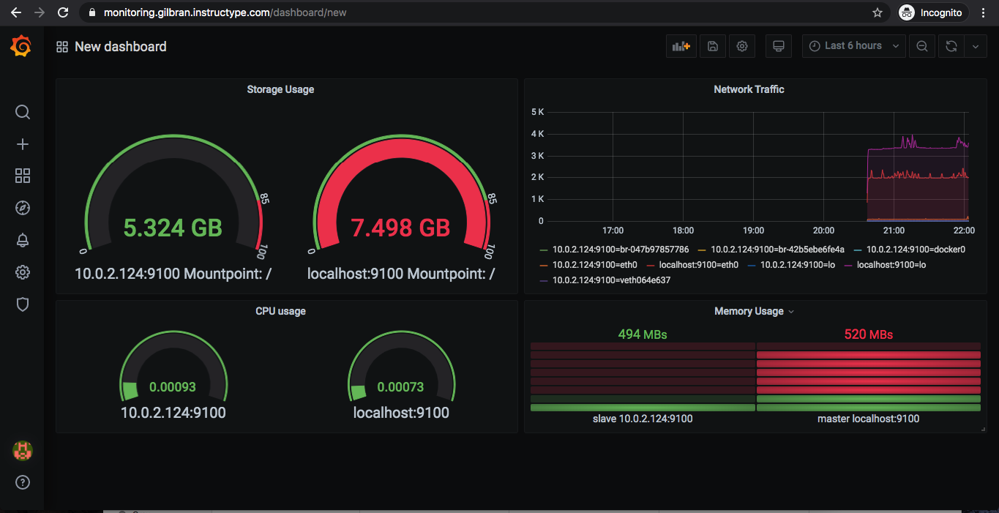 monitoring.gilbran.instructype.com/dashboard/new
Incognito
New dashboard
Last 6 hours
Storage Usage
0
85
100
5.324 GB
10.0.2.124:9100 Mountpoint: /
0
85
100
7.498 GB
localhost:9100 Mountpoint: /
Network Traffic
5 K
4 K
3 K
2 K
1 K
0
17:00 18:00 19:00 20:00 21:00 22:00
10.0.2.124:9100=br-047b97857786 10.0.2.124:9100=br-42b5ebe6fe4a 10.0.2.124:9100=docker0
10.0.2.124:9100=eth0 localhost:9100=eth0 10.0.2.124:9100=lo localhost:9100=lo
10.0.2.124:9100=veth064e637
CPU usage
0.00093
10.0.2.124:9100
0.00073
localhost:9100
Memory Usage
494 MBs 520 MBs
slave 10.0.2.124:9100 master localhost:9100